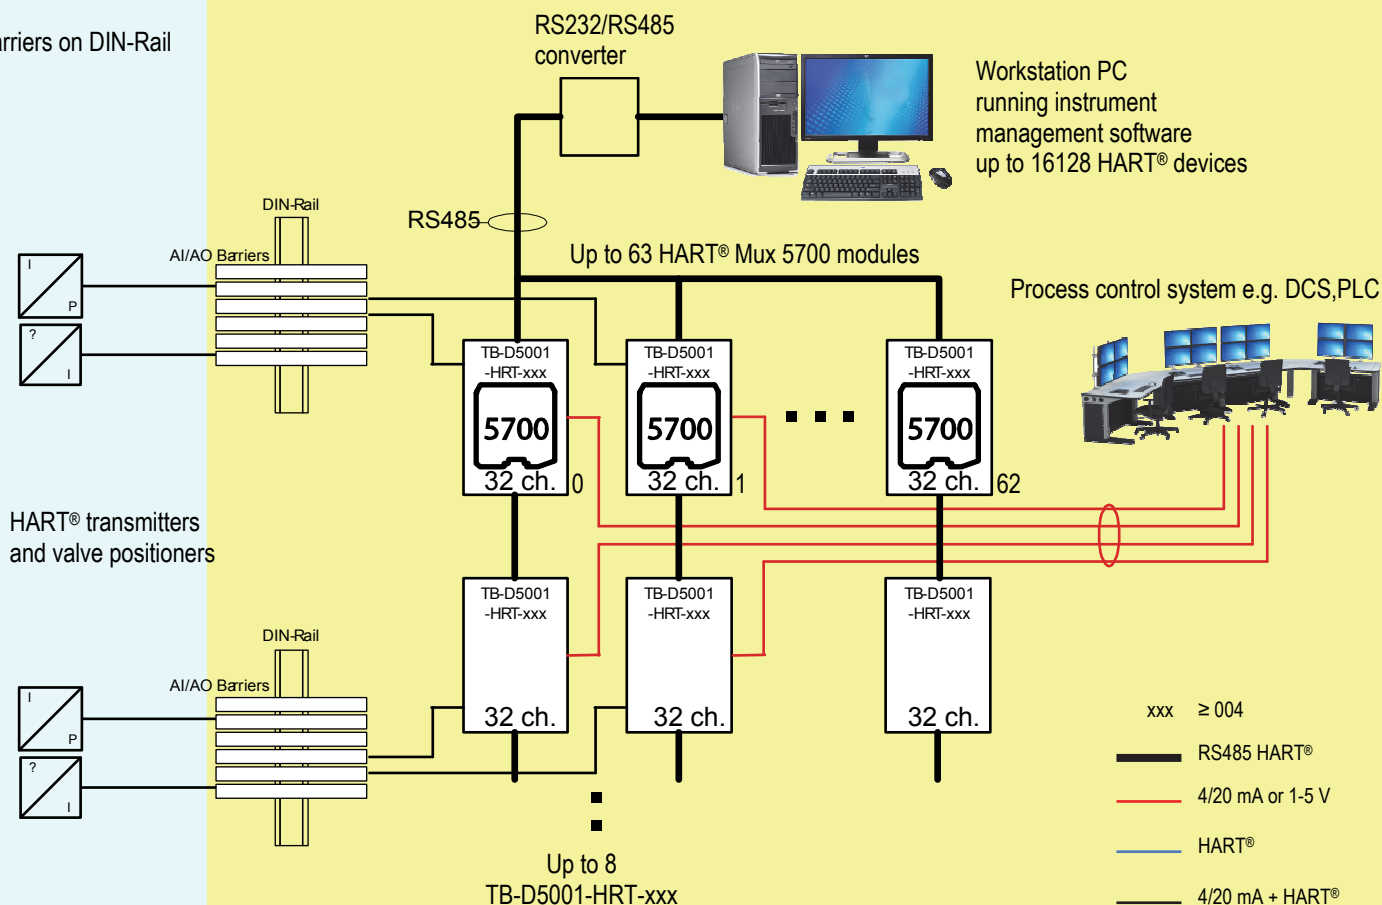 RS232/RS485
converter
arriers on DIN-Rail
Workstation PC
running instrument
management software
up to 16128 HART® devices
DIN-Rail
RS485
AI/AO Barriers
Up to 63 HART® Mux 5700 modules
I
P
Process control system e.g. DCS,PLC
?
I
TB-D5001
-HRT-xxx
5700
32 ch.
0
TB-D5001
-HRT-xxx
5700
32 ch.
1
TB-D5001
-HRT-xxx
5700
32 ch.
62
HART® transmitters
and valve positioners
TB-D5001
-HRT-xxx
32 ch.
TB-D5001
-HRT-xxx
32 ch.
TB-D5001
-HRT-xxx
32 ch.
DIN-Rail
AI/AO Barriers
I
P
?
I
xxx ≥ 004
RS485 HART®
4/20 mA or 1-5 V
HART®
4/20 mA + HART®
Up to 8
TB-D5001-HRT-xxx